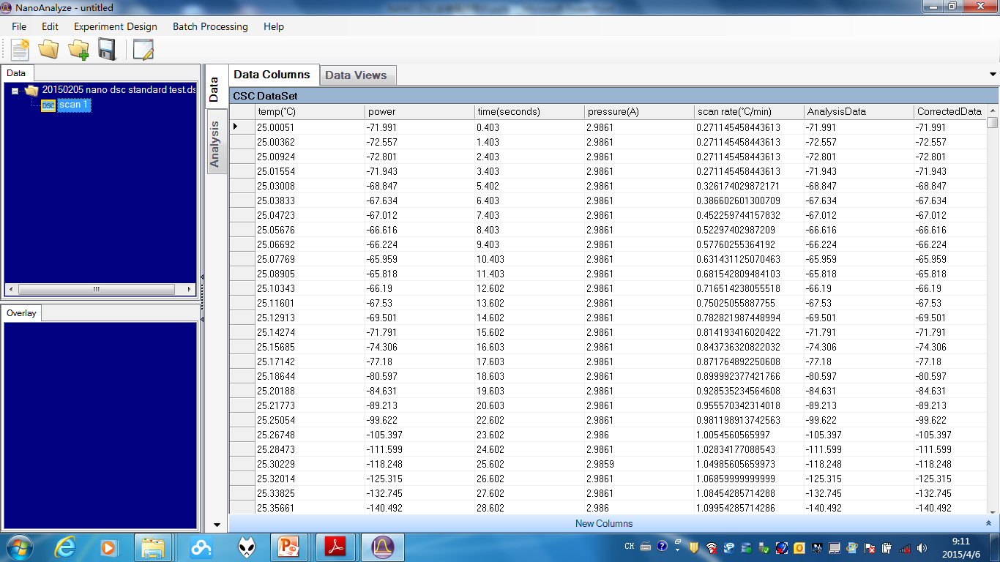 NanoAnalyze - untitled
File Edit Experiment Design Batch Processing Help
Data
20150205 nano dsc standard test.ds
DSC scan 1
Overlay
Data
Analysis
Data Columns Data Views
CSC DataSet
temp(°C) power time(seconds) pressure(A) scan rate(°C/min) AnalysisData CorrectedData
25.00051 -71.991 0.403 2.9861 0.271145458443613 -71.991 -71.991
25.00362 -72.557 1.403 2.9861 0.271145458443613 -72.557 -72.557
25.00924 -72.801 2.403 2.9861 0.271145458443613 -72.801 -72.801
25.01554 -71.943 3.403 2.9861 0.271145458443613 -71.943 -71.943
25.03008 -68.847 5.402 2.9861 0.326174029872171 -68.847 -68.847
25.03833 -67.634 6.403 2.9861 0.386602601300709 -67.634 -67.634
25.04723 -67.012 7.403 2.9861 0.452259744157832 -67.012 -67.012
25.05676 -66.616 8.403 2.9861 0.52297402987209 -66.616 -66.616
25.06692 -66.224 9.403 2.9861 0.57760255364192 -66.224 -66.224
25.07769 -65.959 10.403 2.9861 0.631431125070463 -65.959 -65.959
25.08905 -65.818 11.403 2.9861 0.681542809484103 -65.818 -65.818
25.10343 -66.19 12.602 2.9861 0.716514238055518 -66.19 -66.19
25.11601 -67.53 13.602 2.9861 0.75025055887755 -67.53 -67.53
25.12913 -69.501 14.602 2.9861 0.782821987448994 -69.501 -69.501
25.14274 -71.791 15.602 2.9861 0.814193416020422 -71.791 -71.791
25.15685 -74.306 16.603 2.9861 0.843736320822032 -74.306 -74.306
25.17142 -77.18 17.603 2.9861 0.871764892250608 -77.18 -77.18
25.18644 -80.597 18.603 2.9861 0.899992377421766 -80.597 -80.597
25.20188 -84.631 19.603 2.9861 0.928535234564608 -84.631 -84.631
25.21773 -89.213 20.603 2.9861 0.955570342314018 -89.213 -89.213
25.25054 -99.622 22.602 2.9861 0.981198913742563 -99.622 -99.622
25.26748 -105.397 23.602 2.986 1.0054560565997 -105.397 -105.397
25.28473 -111.599 24.602 2.9861 1.02834177088543 -111.599 -111.599
25.30229 -118.248 25.602 2.9859 1.04985605659973 -118.248 -118.248
25.32014 -125.315 26.602 2.9861 1.06859999999999 -125.315 -125.315
25.33825 -132.745 27.602 2.9861 1.08454285714288 -132.745 -132.745
25.35661 -140.492 28.602 2.986 1.09954285714286 -140.492 -140.492
New Columns
CH
9:11
2015/4/6